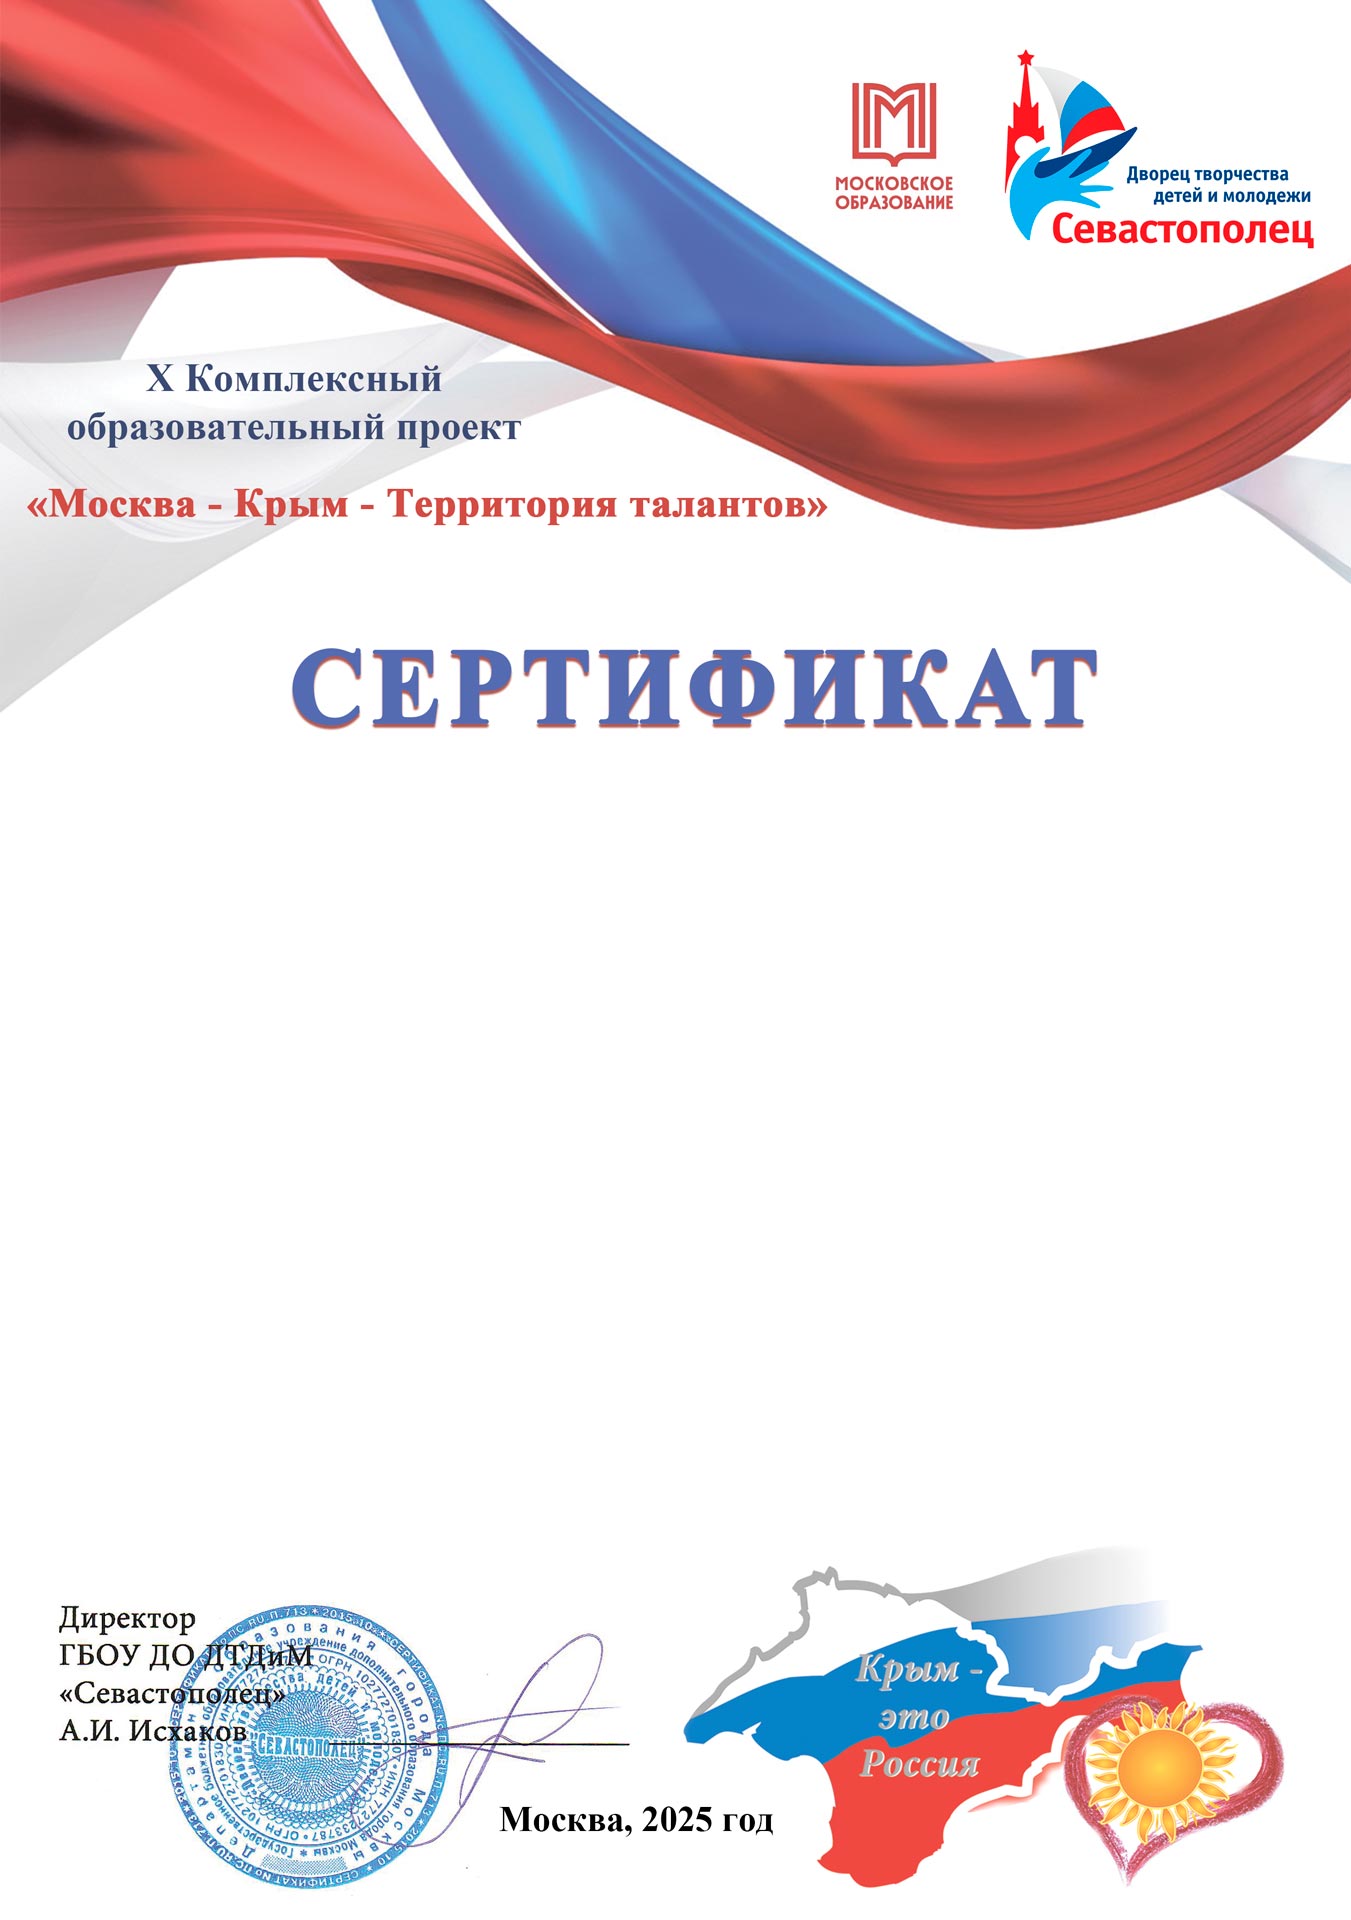 МОСКОВСКОЕ
ОБРАЗОВАНИЕ
Дворец творчества
детей и молодежи
Севастополец
X Комплексный
образовательный проект
«Москва - Крым - Территория талантов»
СЕРТИФИКАТ
Директор
ГБОУ ДО ДТДиМ
«Севастополец»
А.И. Исхаков
"СЕВАСТОПОЛЕЦ"
Москва, 2025 год
Крым -
это
Россия